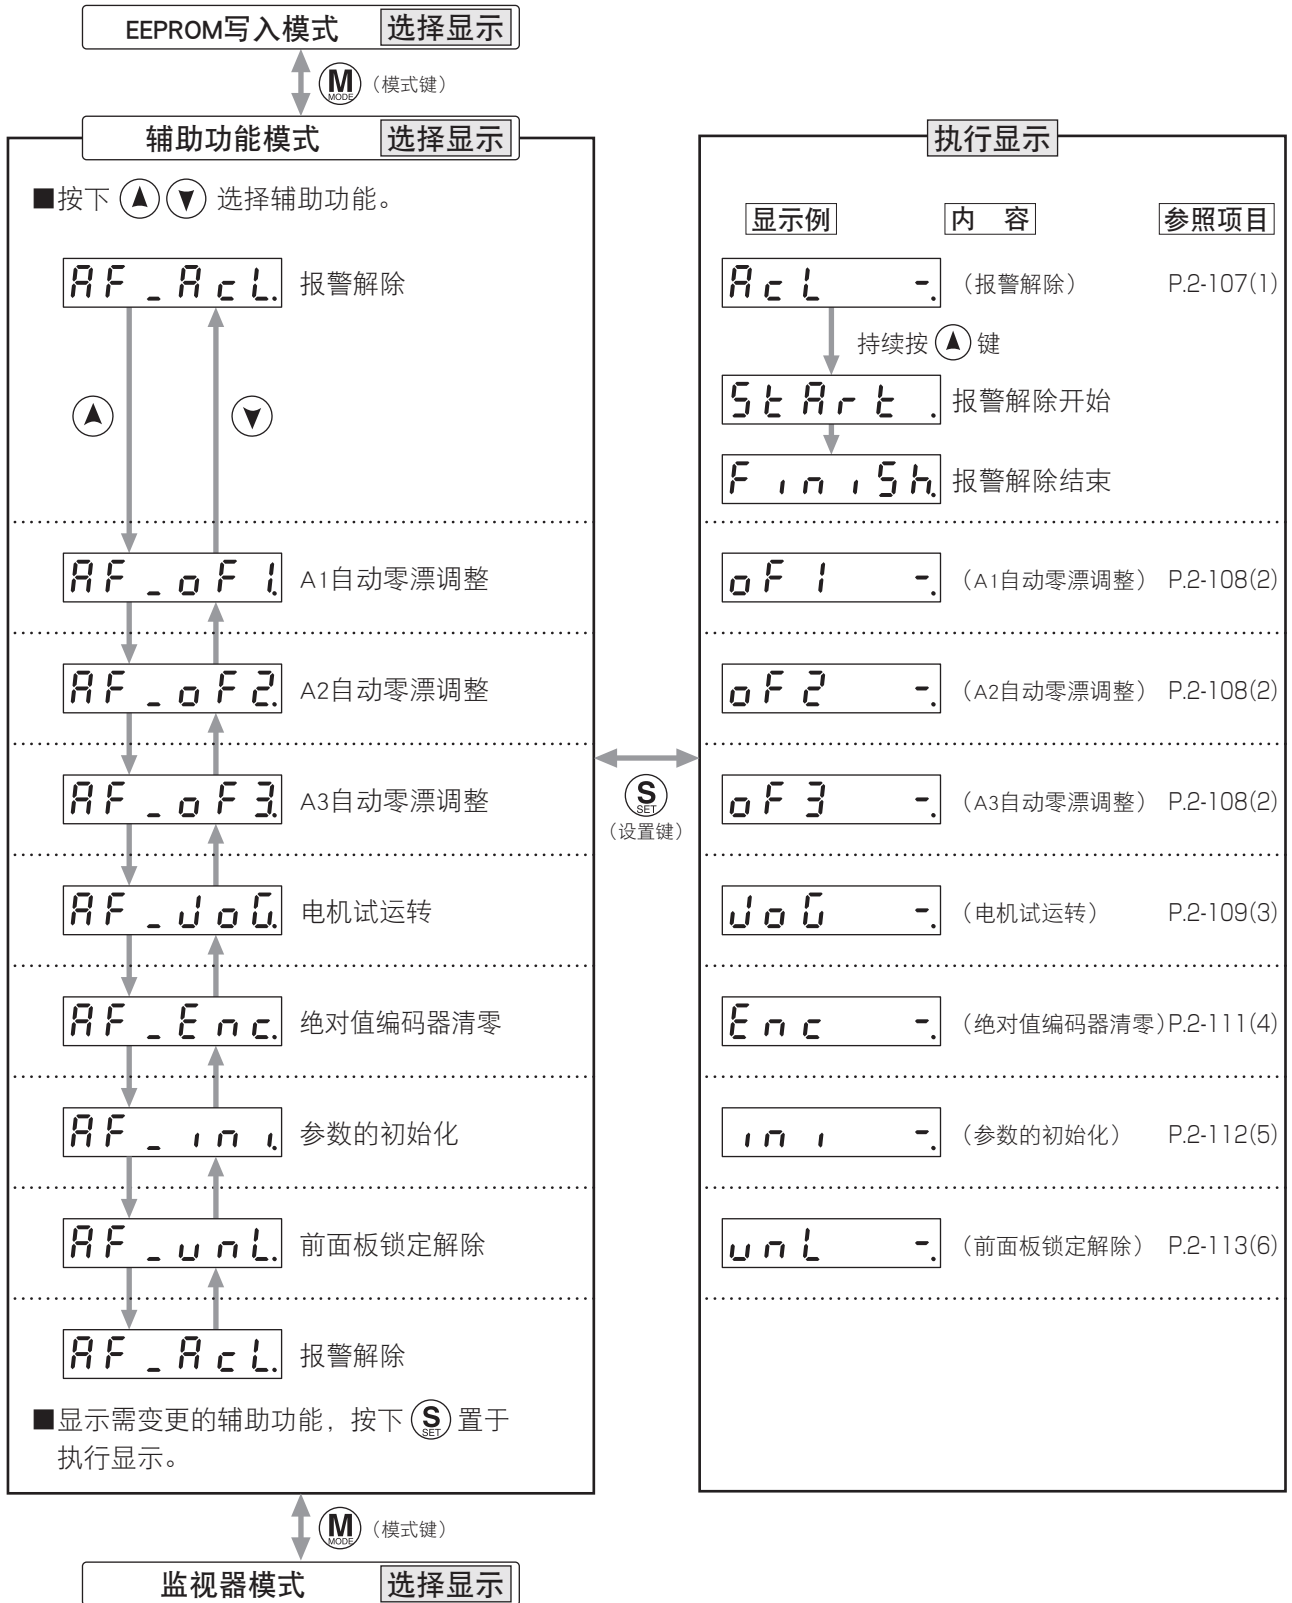 EEPROM写入模式 选择显示
M MODE （模式键）
辅助功能模式 选择显示
■按下 选择辅助功能。
AF_AcL. 报警解除
AF_oF1. A1自动零漂调整
AF_oF2. A2自动零漂调整
AF_oF3. A3自动零漂调整
AF_JoG. 电机试运转
AF_Enc. 绝对值编码器清零
AF_ini. 参数的初始化
AF_unL. 前面板锁定解除
AF_AcL. 报警解除
■显示需变更的辅助功能，按下 S SET 置于
执行显示。
S SET
（设置键）
执行显示
显示例 内 容 参照项目
AcL -. （报警解除） P.2-107(1)
持续按 键
StArt . 报警解除开始
FiniSh. 报警解除结束
oF1 -. （A1自动零漂调整） P.2-108(2)
oF2 -. （A2自动零漂调整） P.2-108(2)
oF3 -. （A3自动零漂调整） P.2-108(2)
JoG -. （电机试运转） P.2-109(3)
Enc -. （绝对值编码器清零）P.2-111(4)
ini -. （参数的初始化） P.2-112(5)
unL -. （前面板锁定解除） P.2-113(6)
M MODE （模式键）
监视器模式 选择显示